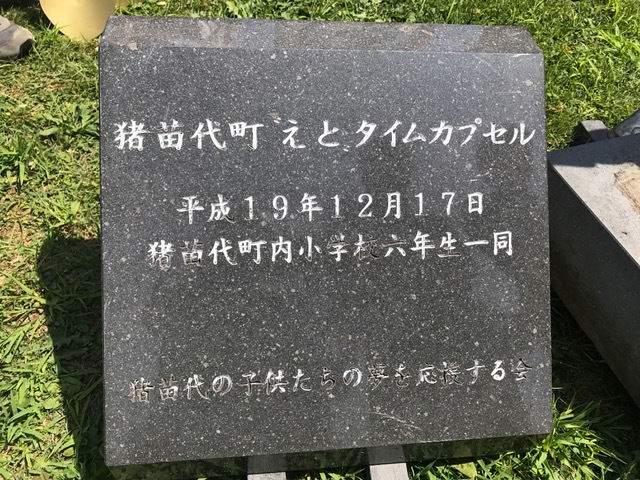 猪苗代町 えとタイムカプセル
平成19年12月17日
猪苗代町内小学校六年生一同
猪苗代の子供たちの夢を応援する会